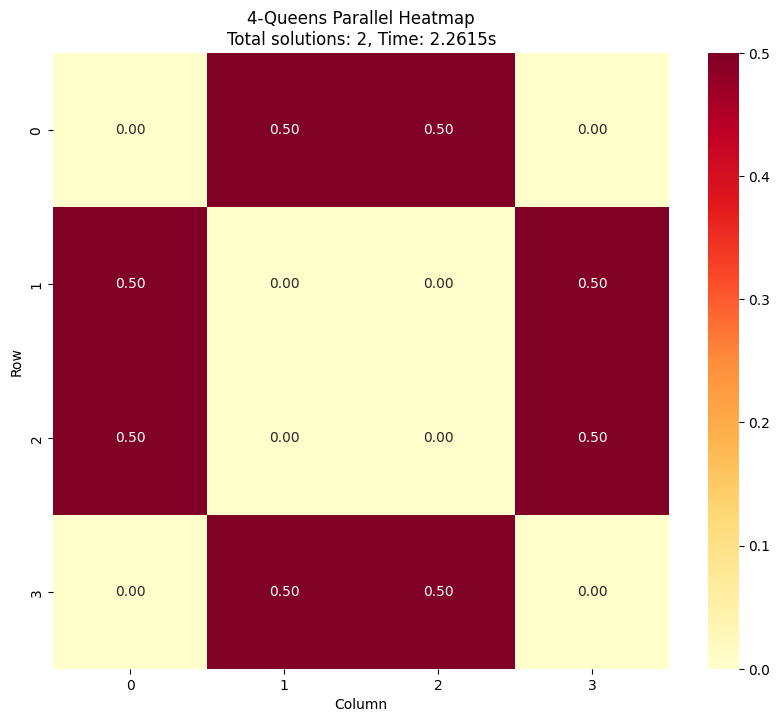 4-Queens Parallel Heatmap
Total solutions: 2, Time: 2.2615s
0.5
0 0.00 0.50 0.50 0.00
0.4
1 0.50 0.00 0.00 0.50
0.3
Row
0.2
2 0.50 0.00 0.00 0.50
0.1
3 0.00 0.50 0.50 0.00
0.0
0 1 2 3
Column